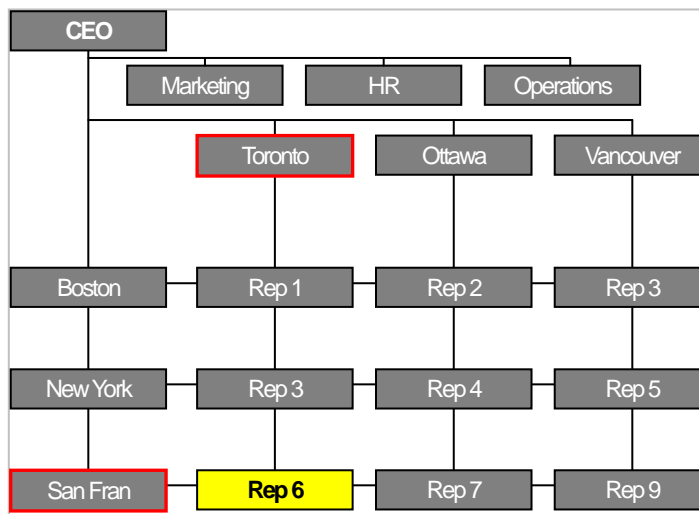 CEO
Marketing
HR
Operations
Toronto
Ottawa
Vancouver
Boston
Rep 1
Rep 2
Rep 3
New York
Rep 3
Rep 4
Rep 5
San Fran
Rep 6
Rep 7
Rep 9